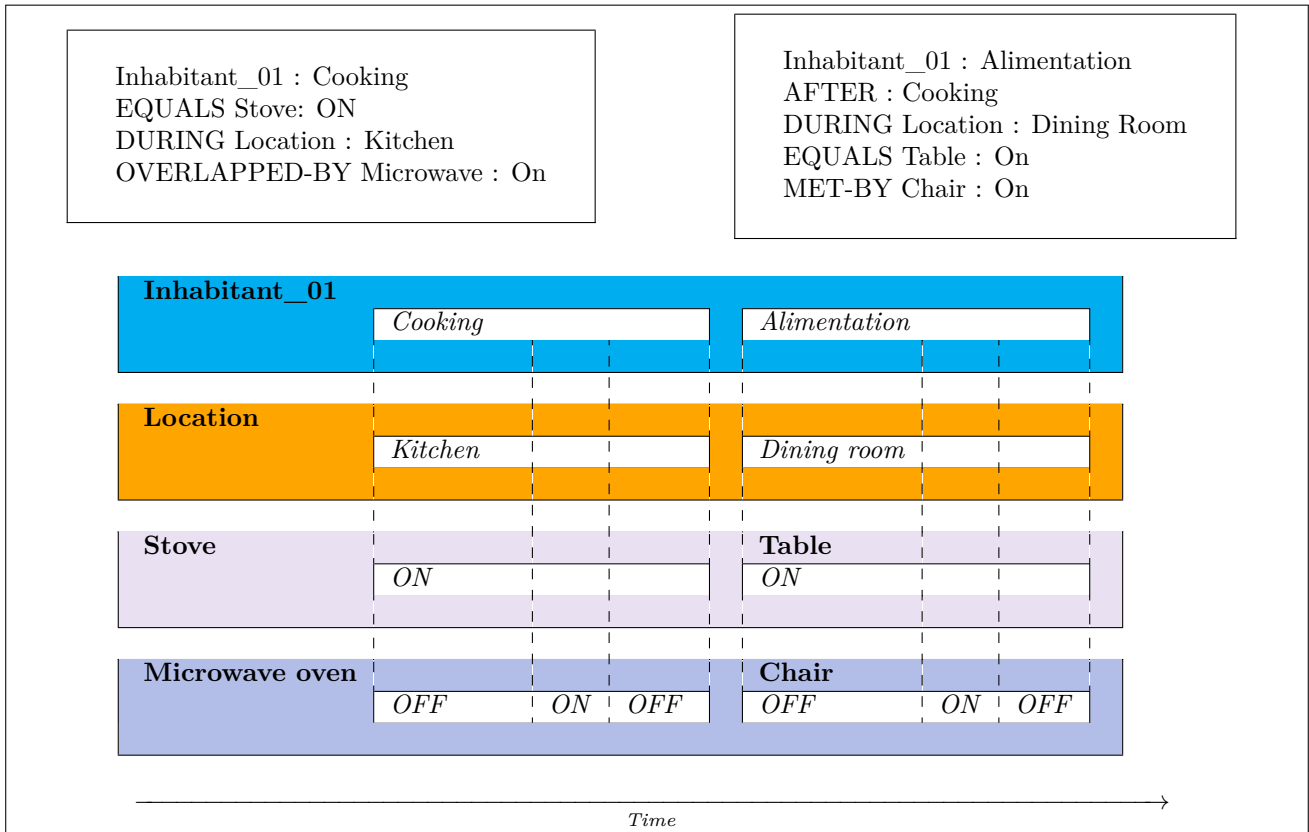 Inhabitant_01 : Cooking
EQUALS Stove: ON
DURING Location : Kitchen
OVERLAPPED-BY Microwave : On
Inhabitant_01 : Alimentation
AFTER : Cooking
DURING Location : Dining Room
EQUALS Table : On
MET-BY Chair : On
Inhabitant_01
Cooking Alimentation
Location
Kitchen Dining room
Stove Table
ON ON
Microwave oven Chair
OFF ON OFF OFF ON OFF
Time